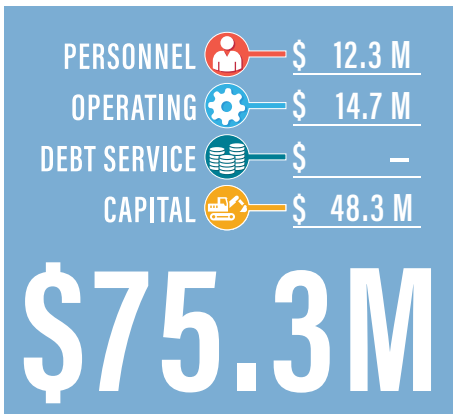 PERSONNEL $ 12.3 M
OPERATING $ 14.7 M
DEBT SERVICE $ –
CAPITAL $ 48.3 M
$75.3M